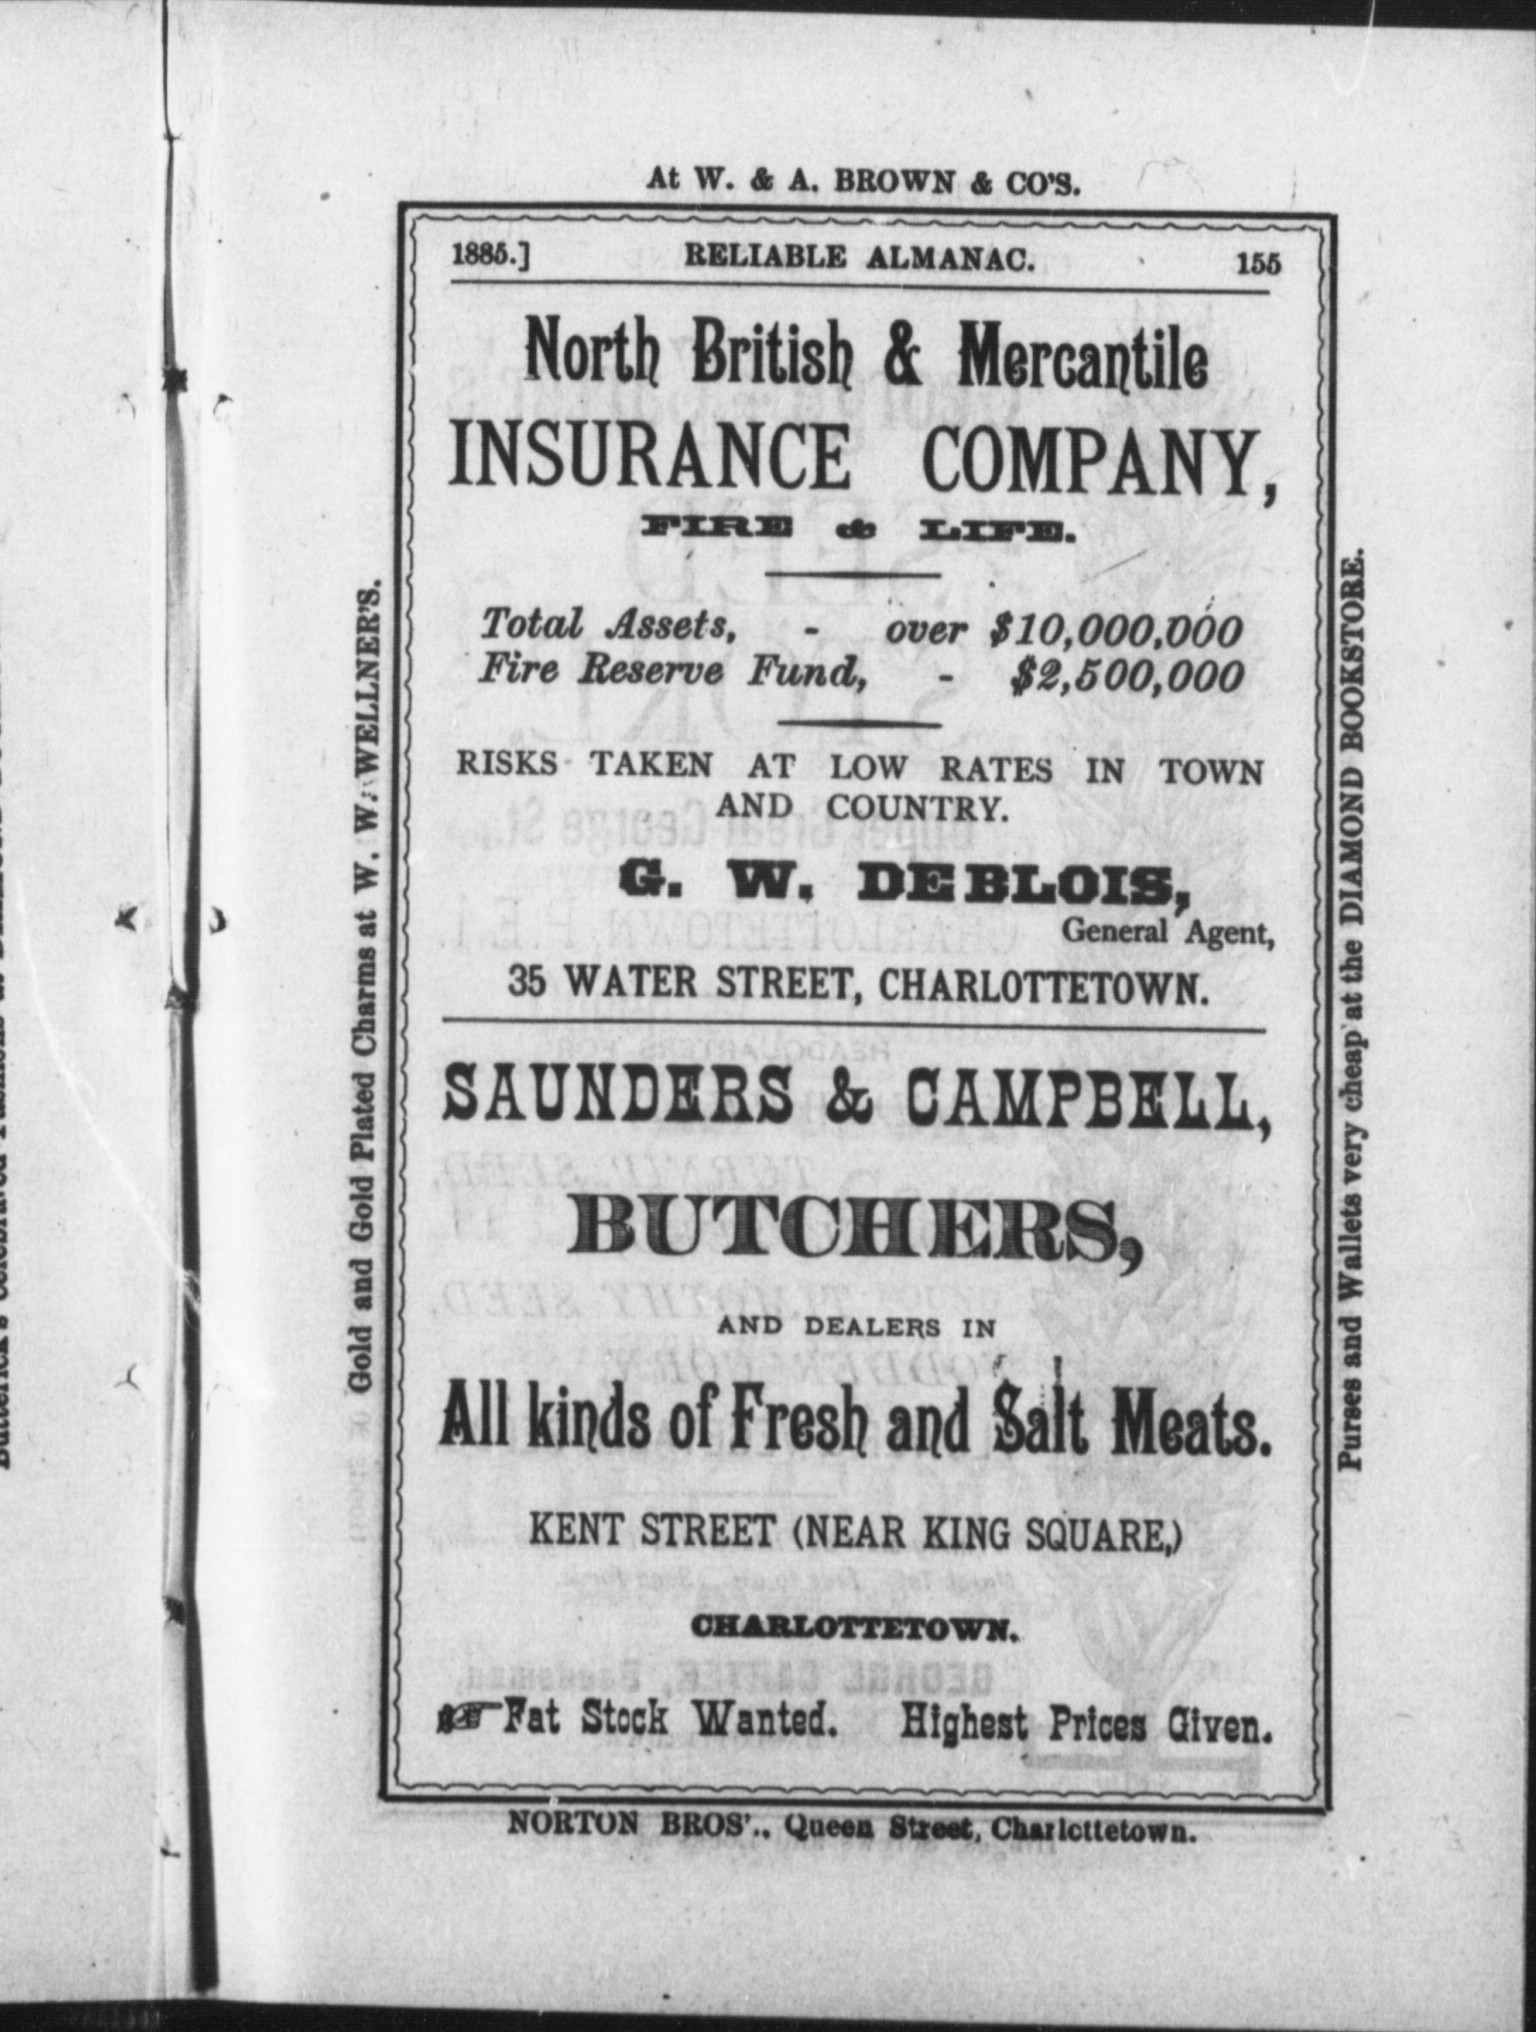 At W. & A. BROWN & CO'S.
1885.] RELIABLE ALMANAC. 155
North British & Mercantile
INSURANCE COMPANY,
FIRE & LIFE.
Total Assets, - over $10,000,000
Fire Reserve Fund, - $2,500,000
RISKS TAKEN AT LOW RATES IN TOWN
AND COUNTRY.
G. W. DEBLOIS,
General Agent,
35 WATER STREET, CHARLOTTETOWN.
SAUNDERS & CAMPBELL,
BUTCHERS,
AND DEALERS IN
All kinds of Fresh and Salt Meats.
KENT STREET (NEAR KING SQUARE,)
CHARLOTTETOWN.
☞Fat Stock Wanted. Highest Prices Given.
NORTON BROS'., Queen Street, Charlottetown.
Gold and Gold Plated Charms at W. W. WELLNER'S.
Purses and Wallets very cheap at the DIAMOND BOOKSTORE.